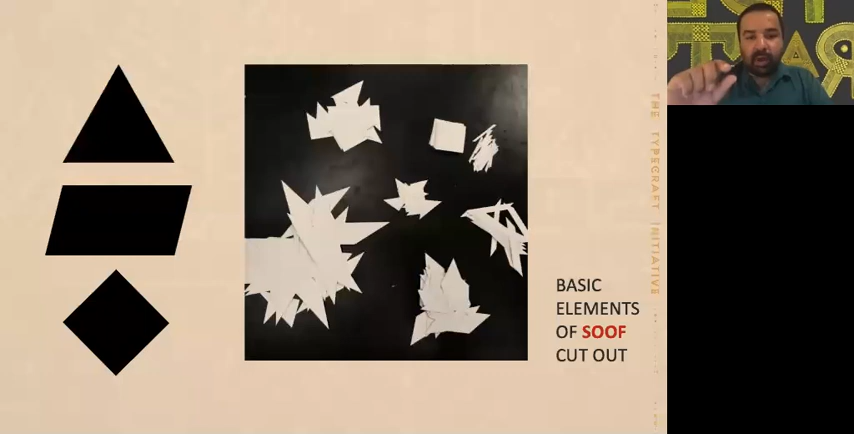 BASIC
ELEMENTS
OF SOOF
CUT OUT
THE TYPECRAFT INITIATIVE